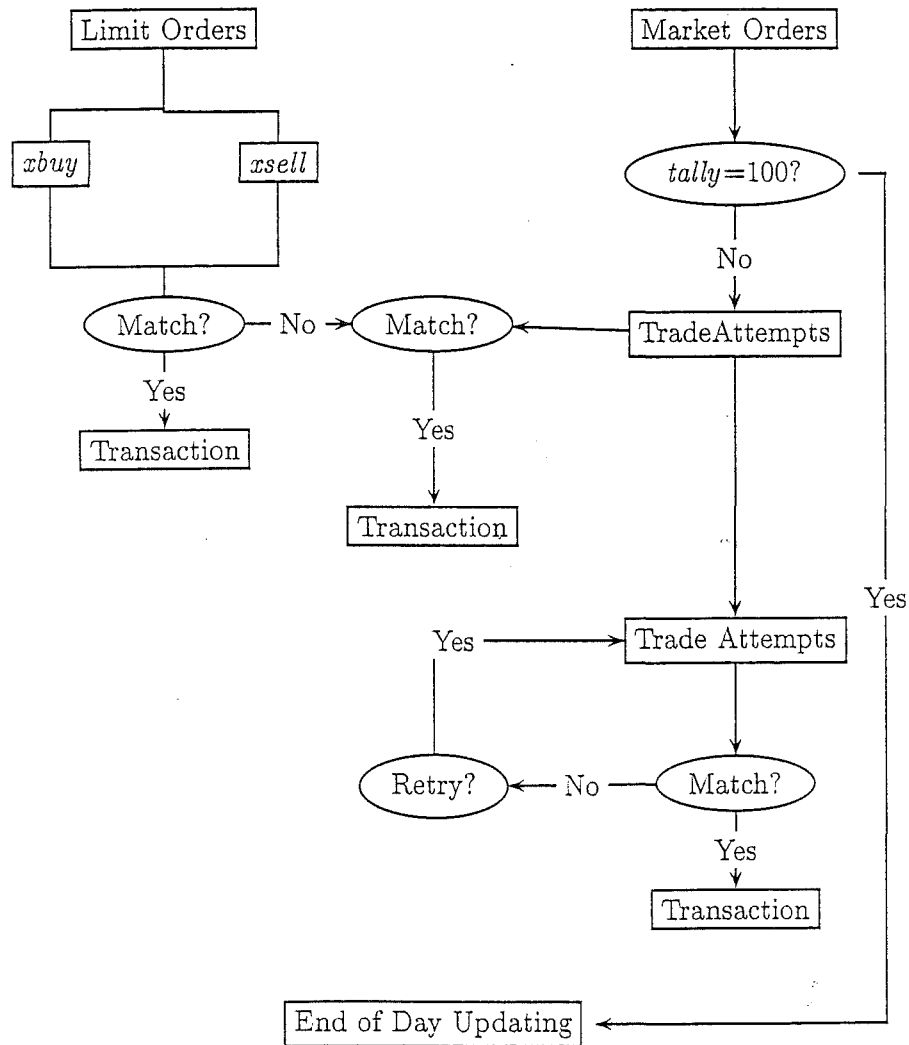 Limit Orders
Market Orders
xbuy
xsell
tally=100?
No
Match?
No
Match?
TradeAttempts
Yes
Transaction
Yes
Transaction
Yes
Yes
Trade Attempts
Retry?
No
Match?
Yes
Transaction
End of Day Updating